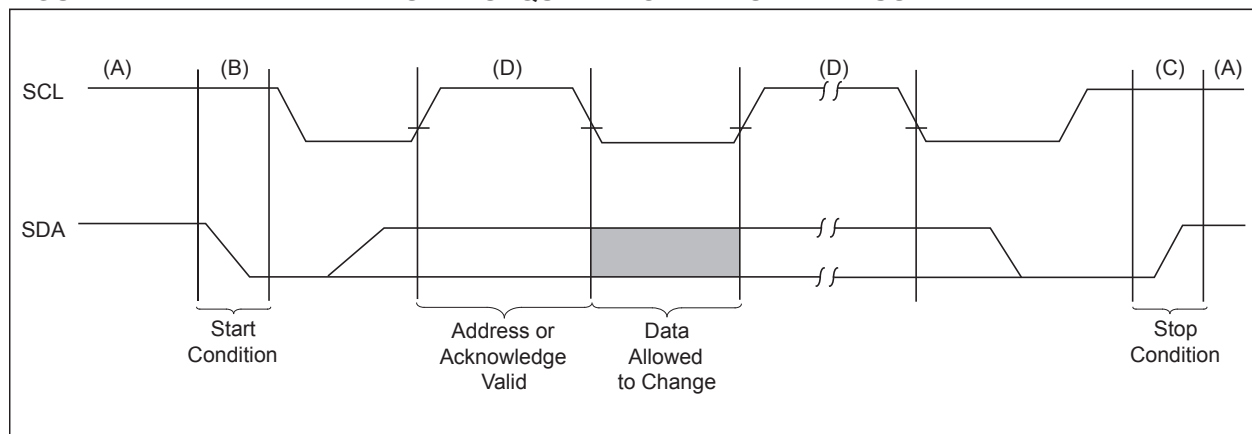 (A) (B) (D) (D) (C) (A)
SCL
SDA
Start
Condition
Address or
Acknowledge
Valid
Data
Allowed
to Change
Stop
Condition